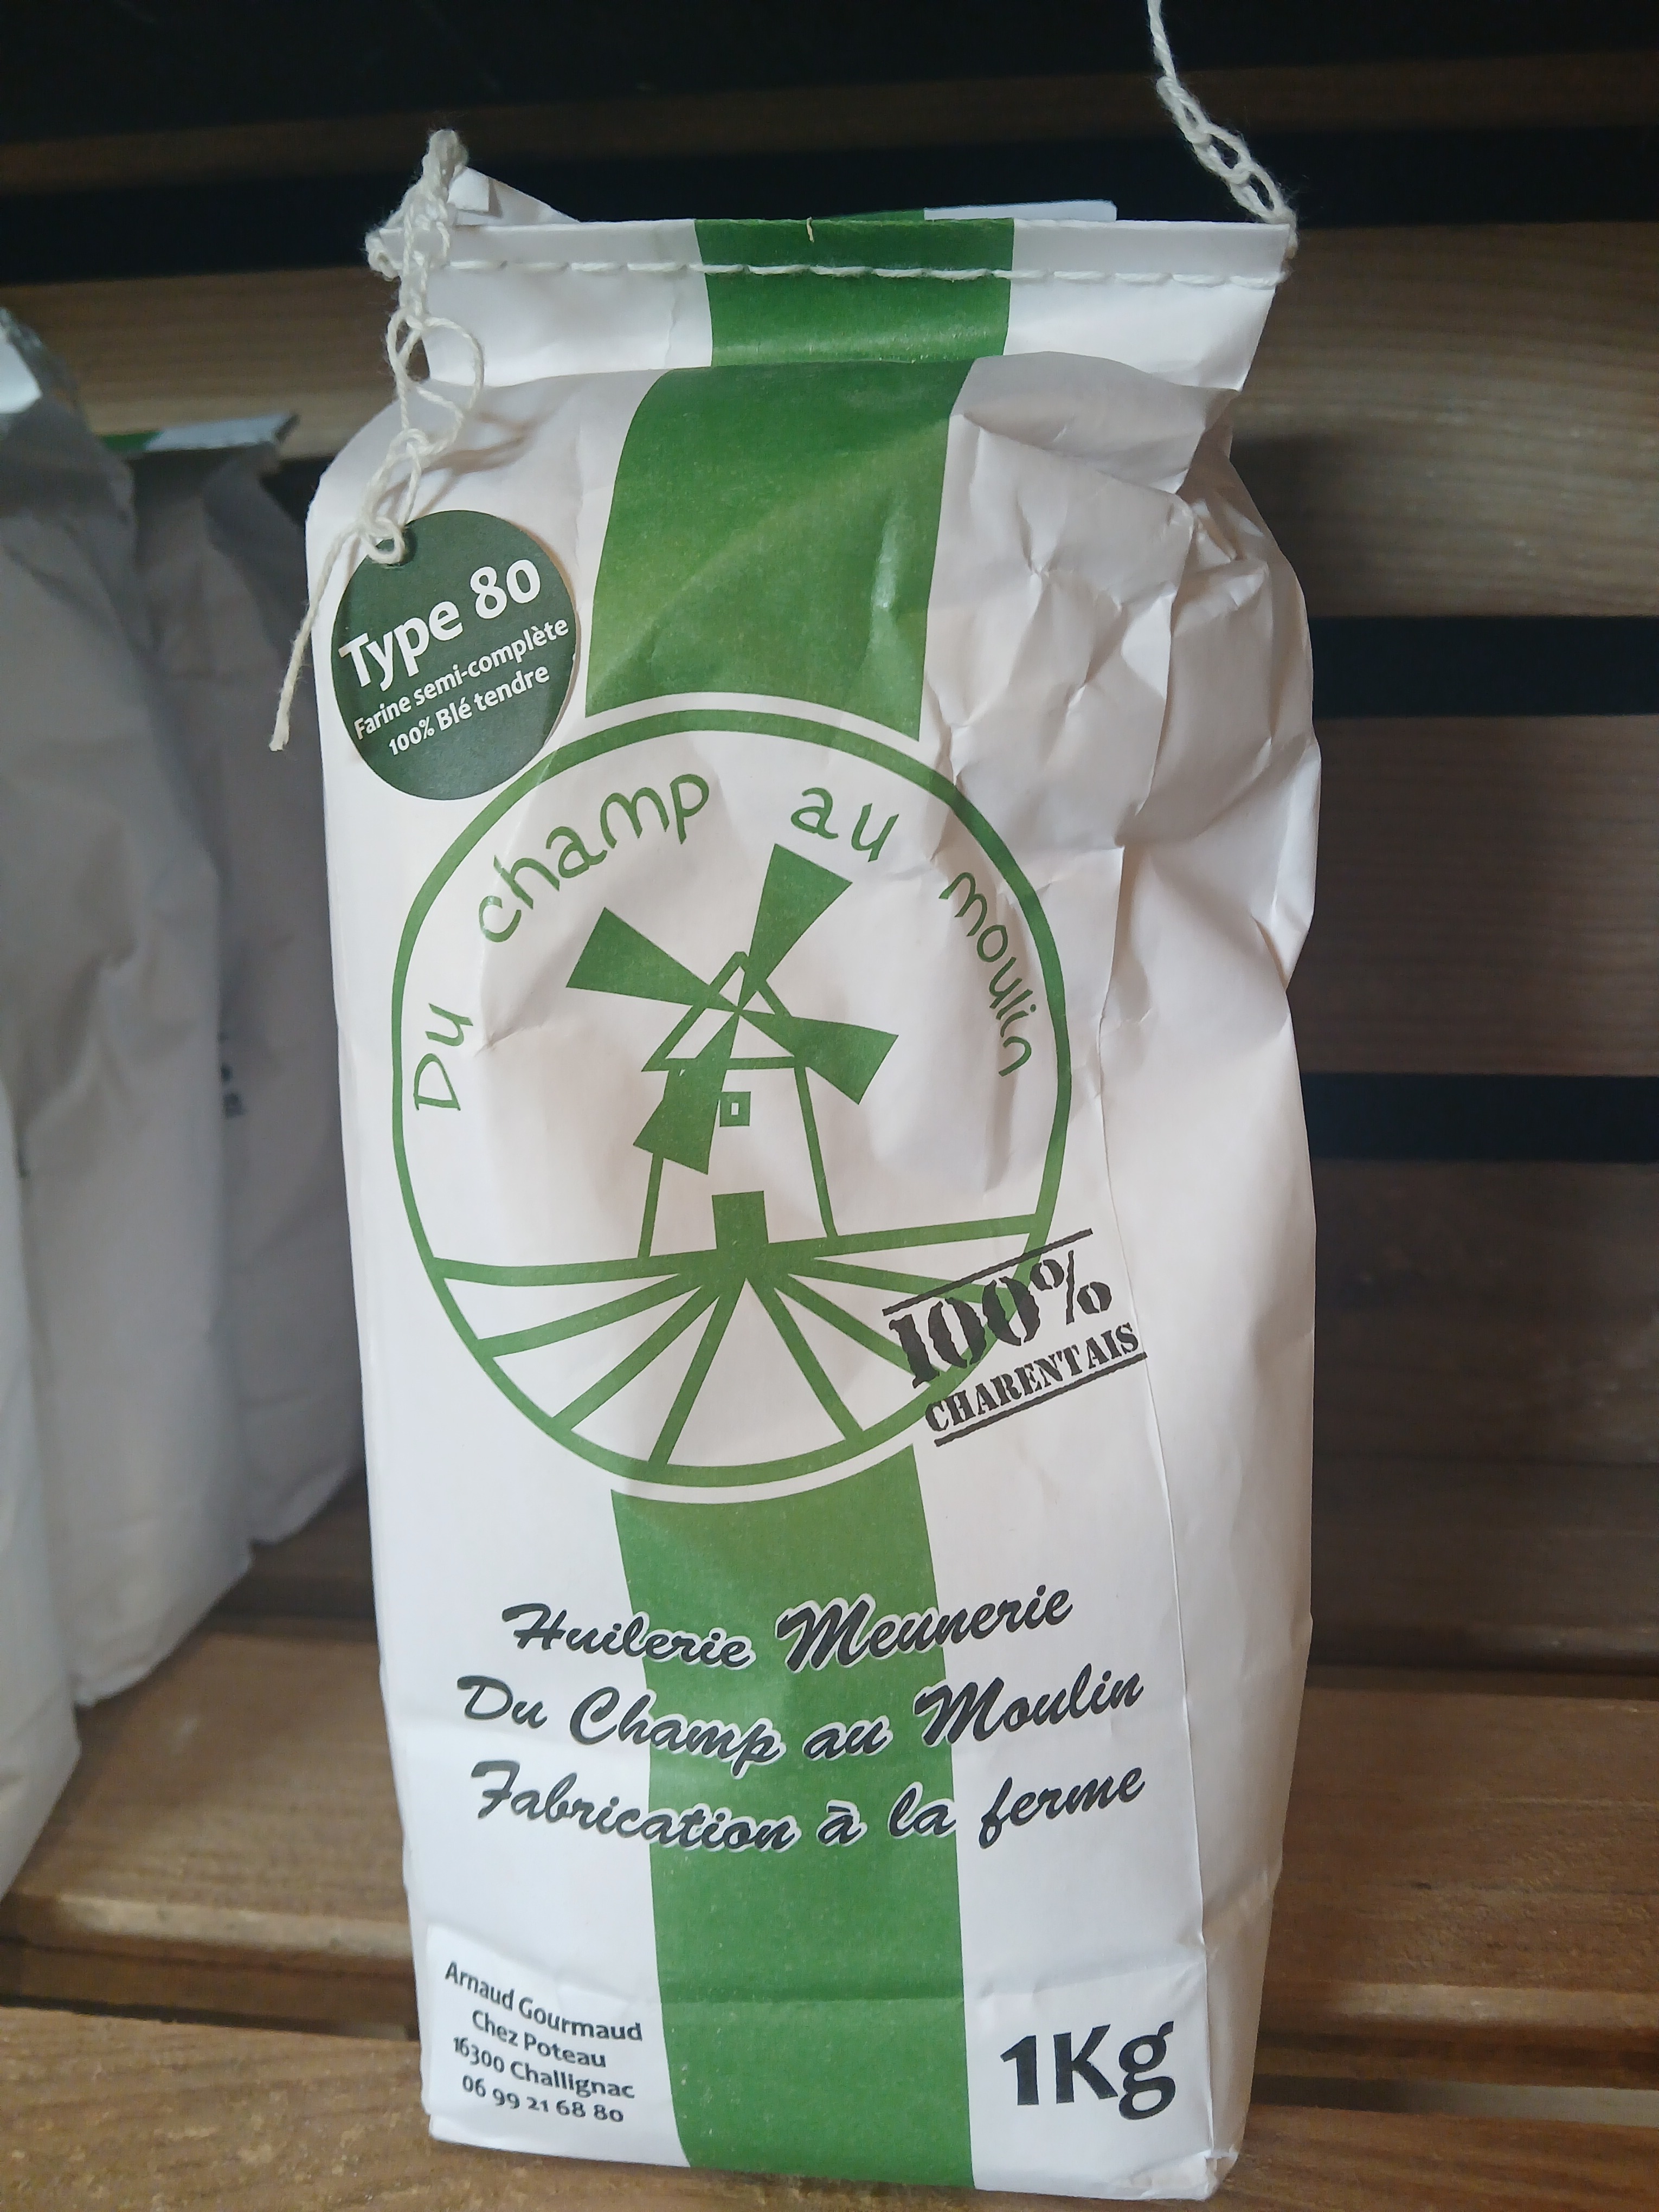 Type 80
Farine semi-complète
100% Blé tendre
Du champ au moulin
100%
CHARENTAIS
Huilerie Meunerie
Du Champ au Moulin
Fabrication à la ferme
Arnaud Gourmaud
Chez Poteau
16300 Challignac
06 99 21 68 80
1Kg